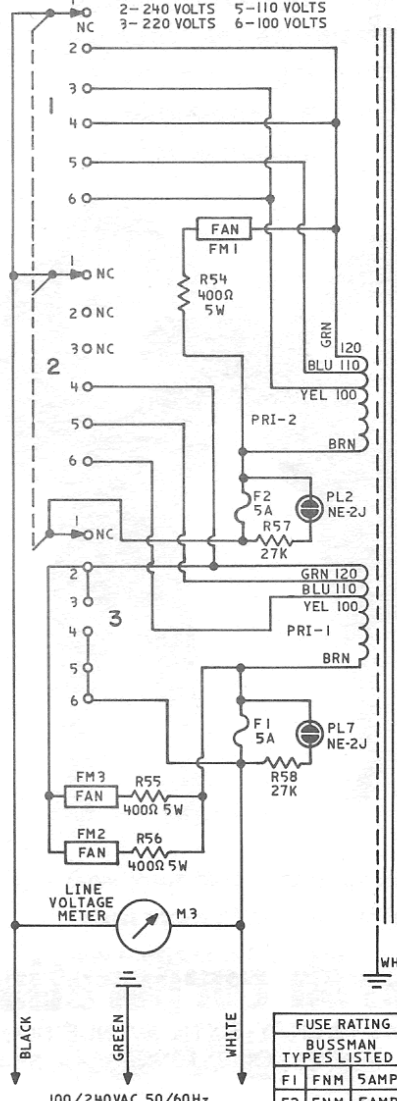 1
NC
2-240 VOLTS 5-110 VOLTS
3-220 VOLTS 6-100 VOLTS
2
3
1
4
5
6
FAN
FM1
R54
400Ω
5W
1
NC
2 NC
3 NC
2
4
5
6
GRN
120
BLU 110
YEL 100
PRI-2
BRN
F2
5A
PL2
NE-2J
R57
27K
1
NC
2
3
3
4
5
6
GRN 120
BLU 110
YEL 100
PRI-1
BRN
F1
5A
PL7
NE-2J
R58
27K
FM3
FAN
R55
400Ω 5W
FM2
FAN
R56
400Ω 5W
LINE
VOLTAGE
METER
M3
BLACK
GREEN
WHITE
WH
100/240VAC 50/60Hz
FUSE RATING
BUSSMAN
TYPES LISTED
F1 FNM 5AMP
F2 FNM 5AMP